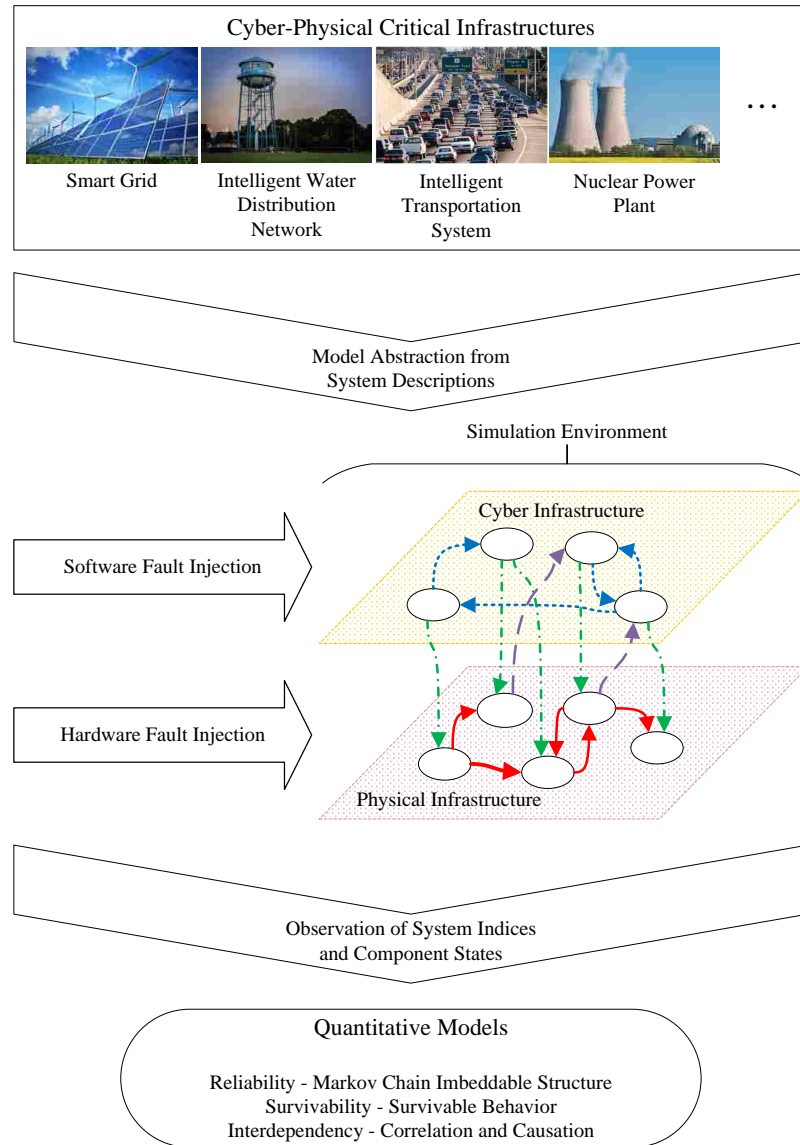 Cyber-Physical Critical Infrastructures
...
Smart Grid
Intelligent Water
Distribution
Network
Intelligent
Transportation
System
Nuclear Power
Plant
Model Abstraction from
System Descriptions
Simulation Environment
Cyber Infrastructure
Software Fault Injection
Hardware Fault Injection
Physical Infrastructure
Observation of System Indices
and Component States
Quantitative Models
Reliability - Markov Chain Imbeddable Structure
Survivability - Survivable Behavior
Interdependency - Correlation and Causation